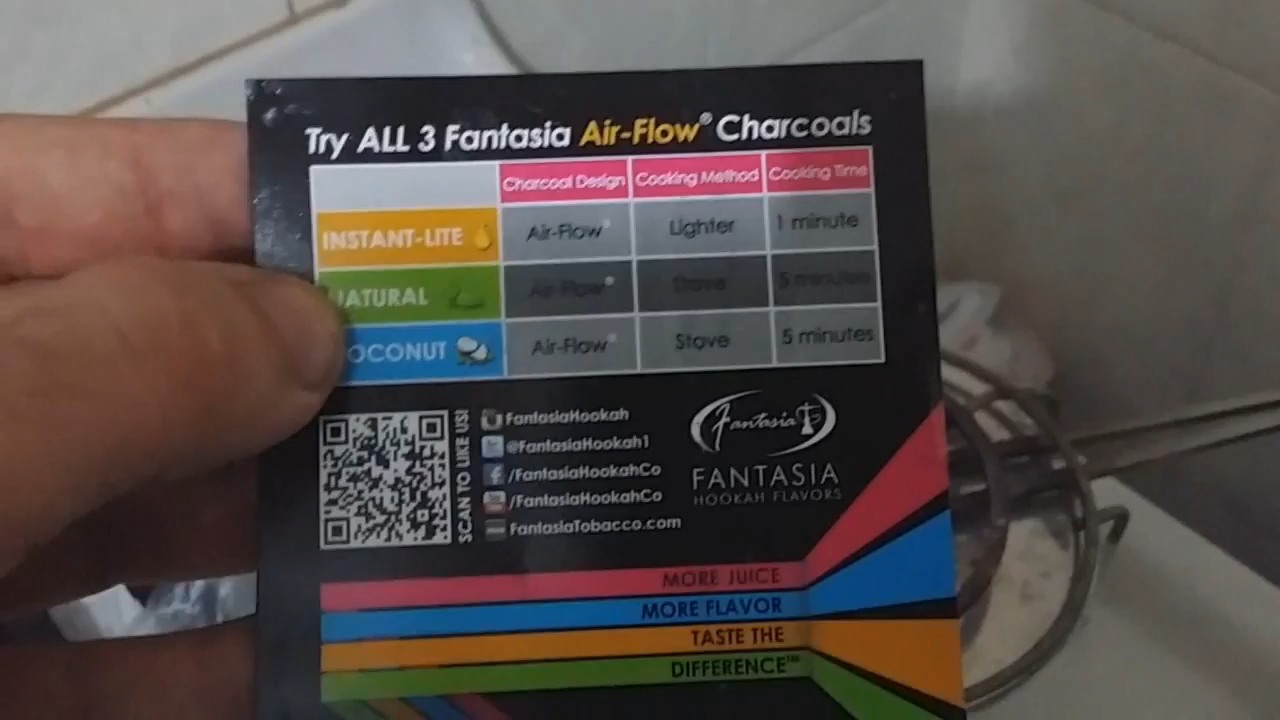 Try ALL 3 Fantasia Air-Flow® Charcoals
Charcoal Design Cooking Method Cooking Time
INSTANT-LITE Air-Flow® Lighter 1 minute
NATURAL Air-Flow® Stove 5 minutes
OCONUT Air-Flow® Stove 5 minutes
SCAN TO LIKE US!
FantasiaHookah
@FantasiaHookah1
/FantasiaHookahCo
/FantasiaHookahCo
FantasiaTobacco.com
Fantasia
FANTASIA
HOOKAH FLAVORS
MORE JUICE
MORE FLAVOR
TASTE THE
DIFFERENCE™